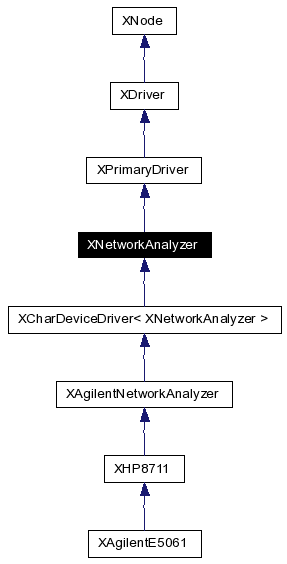 XNode
XDriver
XPrimaryDriver
XNetworkAnalyzer
XCharDeviceDriver< XNetworkAnalyzer >
XAgilentNetworkAnalyzer
XHP8711
XAgilentE5061